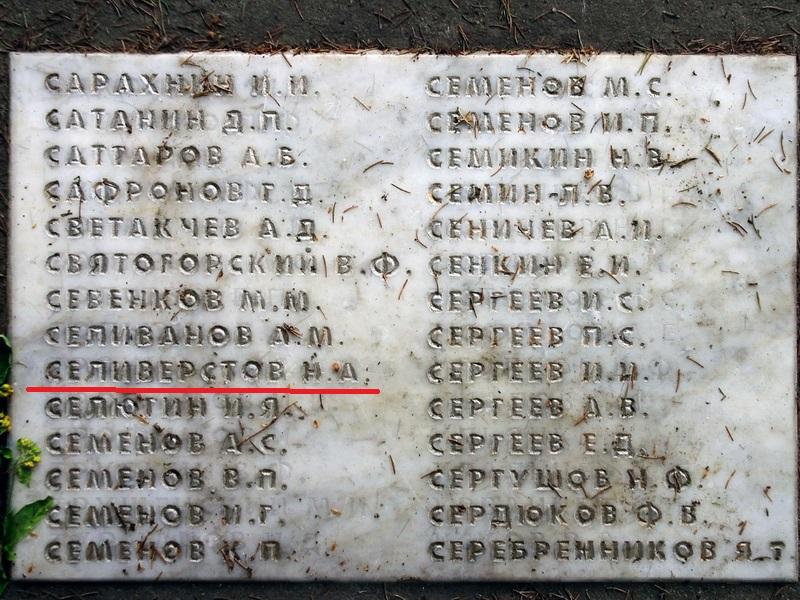 САРАХНИН И.И.
САТАНИН Д.П.
САТТАРОВ А.Б.
САФРОНОВ Г.Д.
СВЕТАКЧЕВ А.Д.
СВЯТОГОРСКИЙ В.Ф.
СЕВЕНКОВ М.М.
СЕЛИВАНОВ А.М.
СЕЛИВЕРСТОВ Н.А.
СЕЛЮТИН И.Я.
СЕМЕНОВ А.С.
СЕМЕНОВ В.П.
СЕМЕНОВ И.Г.
СЕМЕНОВ К.П.
СЕМЕНОВ М.С.
СЕМЕНОВ И.П.
СЕМИКИН Н.В.
СЕМИН Л.В.
СЕНИЧЕВ А.И.
СЕНКИН Е.И.
СЕРГЕЕВ И.С.
СЕРГЕЕВ П.С.
СЕРГЕЕВ И.И.
СЕРГЕЕВ А.В.
СЕРГЕЕВ Е.Д.
СЕРГУШОВ Н.Ф.
СЕРДЮКОВ Ф.В.
СЕРЕБРЕННИКОВ Я.Т.